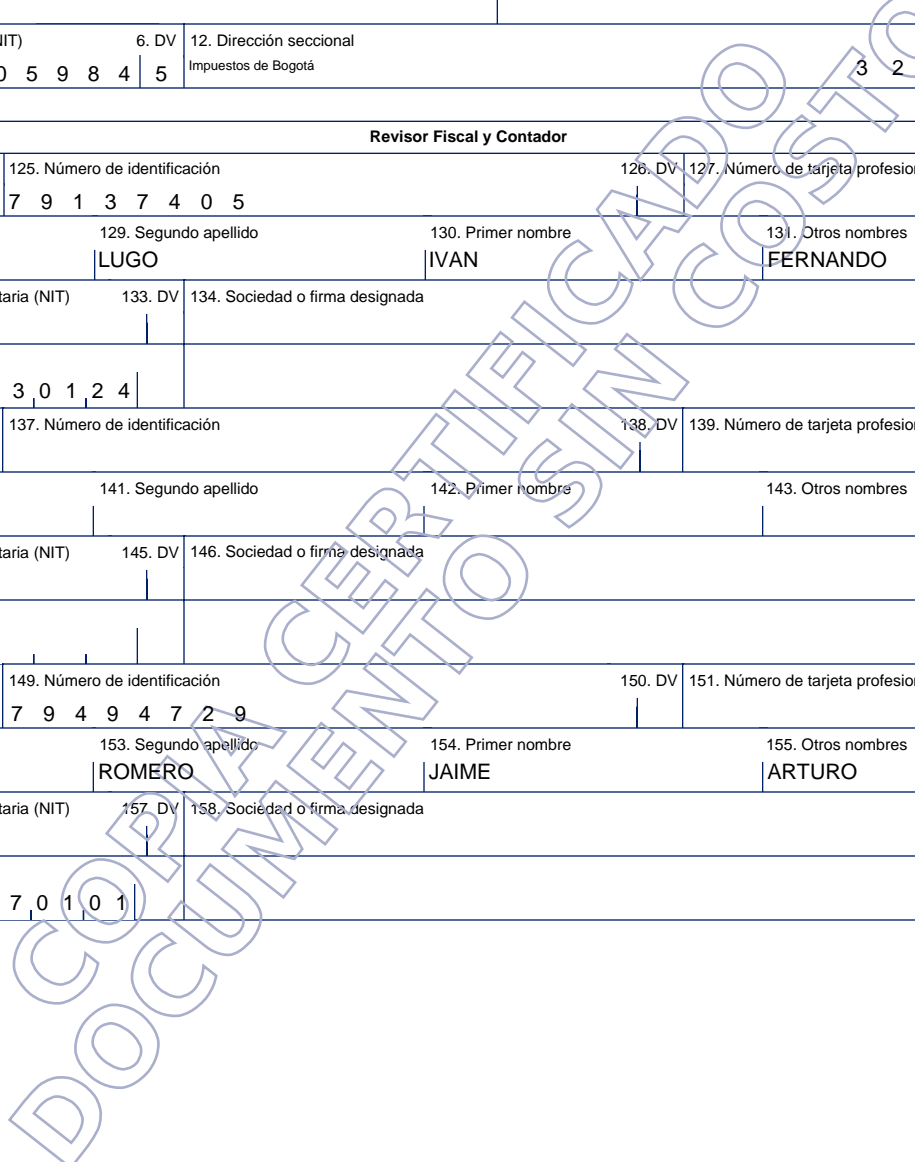 IT) 6. DV 12. Dirección seccional
0 5 9 8 4 5 Impuestos de Bogotá 3 2
Revisor Fiscal y Contador
125. Número de identificación 126. DV 127. Número de tarjeta profesion
7 9 1 3 7 4 0 5
129. Segundo apellido 130. Primer nombre 131. Otros nombres
LUGO IVAN FERNANDO
taria (NIT) 133. DV 134. Sociedad o firma designada
3 0 1 2 4
137. Número de identificación 138. DV 139. Número de tarjeta profesion
141. Segundo apellido 142. Primer nombre 143. Otros nombres
taria (NIT) 145. DV 146. Sociedad o firma designada
149. Número de identificación 150. DV 151. Número de tarjeta profesion
7 9 4 9 4 7 2 9
153. Segundo apellido 154. Primer nombre 155. Otros nombres
ROMERO JAIME ARTURO
taria (NIT) 157. DV 158. Sociedad o firma designada
7 0 1 0 1
COPIA CERTIFICADO
DOCUMENTO SIN COSTO